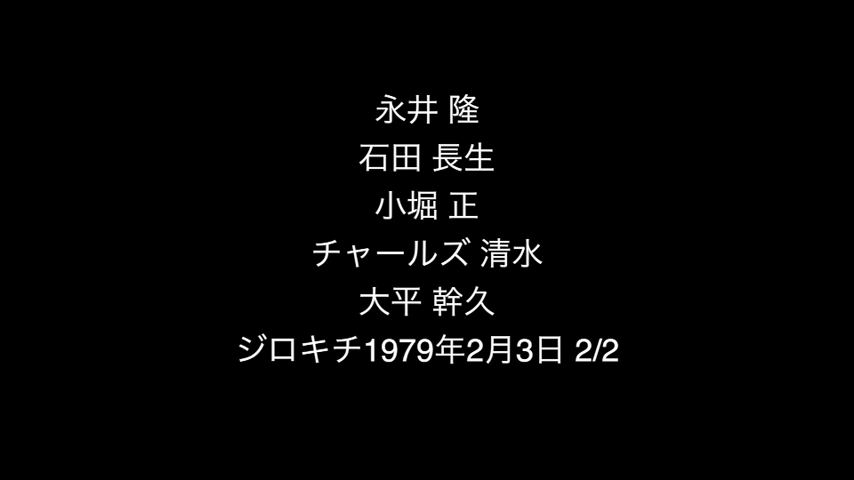 永井 隆
石田 長生
小堀 正
チャールズ 清水
大平 幹久
ジロキチ1979年2月3日 2/2